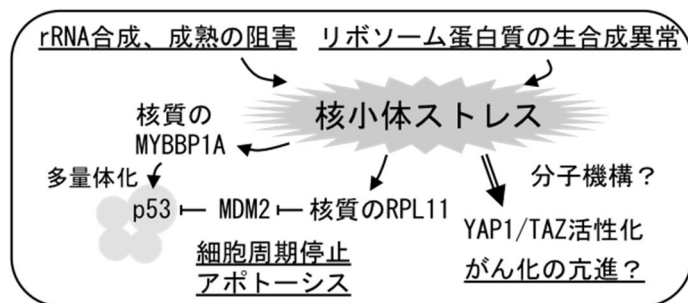 rRNA合成、成熟の阻害
リボソーム蛋白質の生合成異常
核小体ストレス
核質の
MYBBP1A
多量体化
p53
MDM2
核質のRPL11
細胞周期停止
アポトーシス
分子機構？
YAP1/TAZ活性化
がん化の亢進？